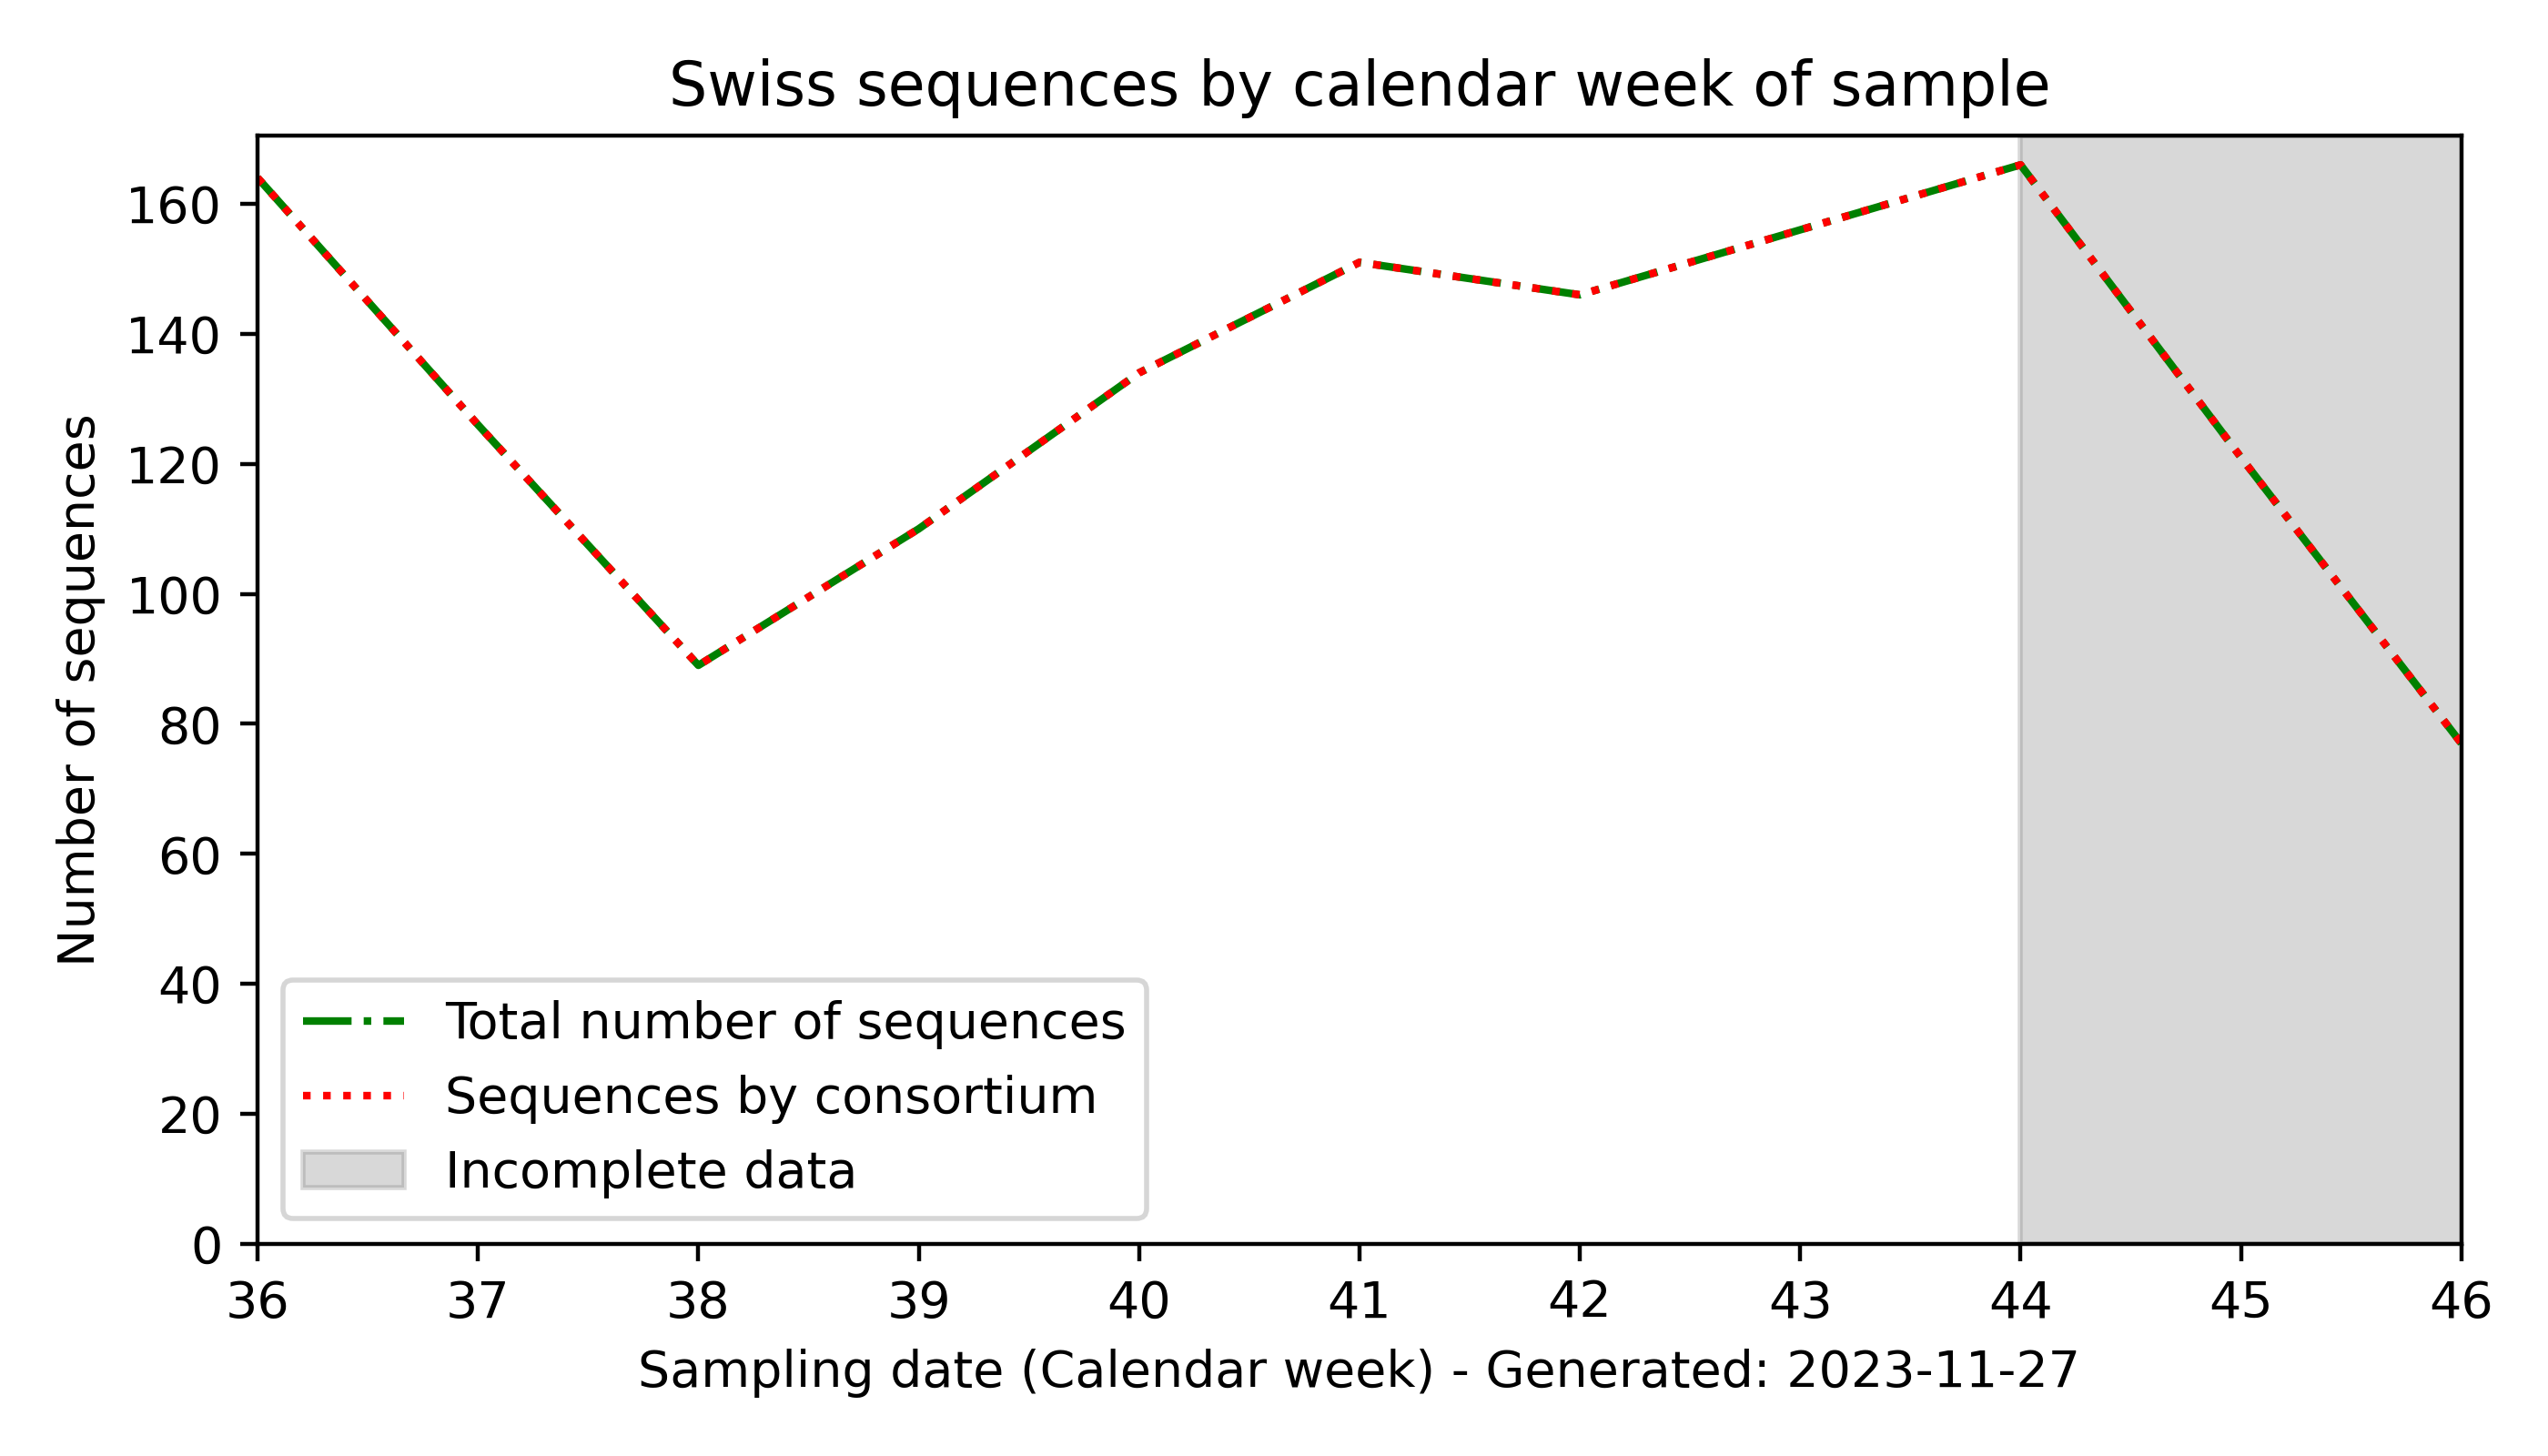 Swiss sequences by calendar week of sample
Number of sequences
160
140
120
100
80
60
40
20
0
Total number of sequences
Sequences by consortium
Incomplete data
36 37 38 39 40 41 42 43 44 45 46
Sampling date (Calendar week) - Generated: 2023-11-27